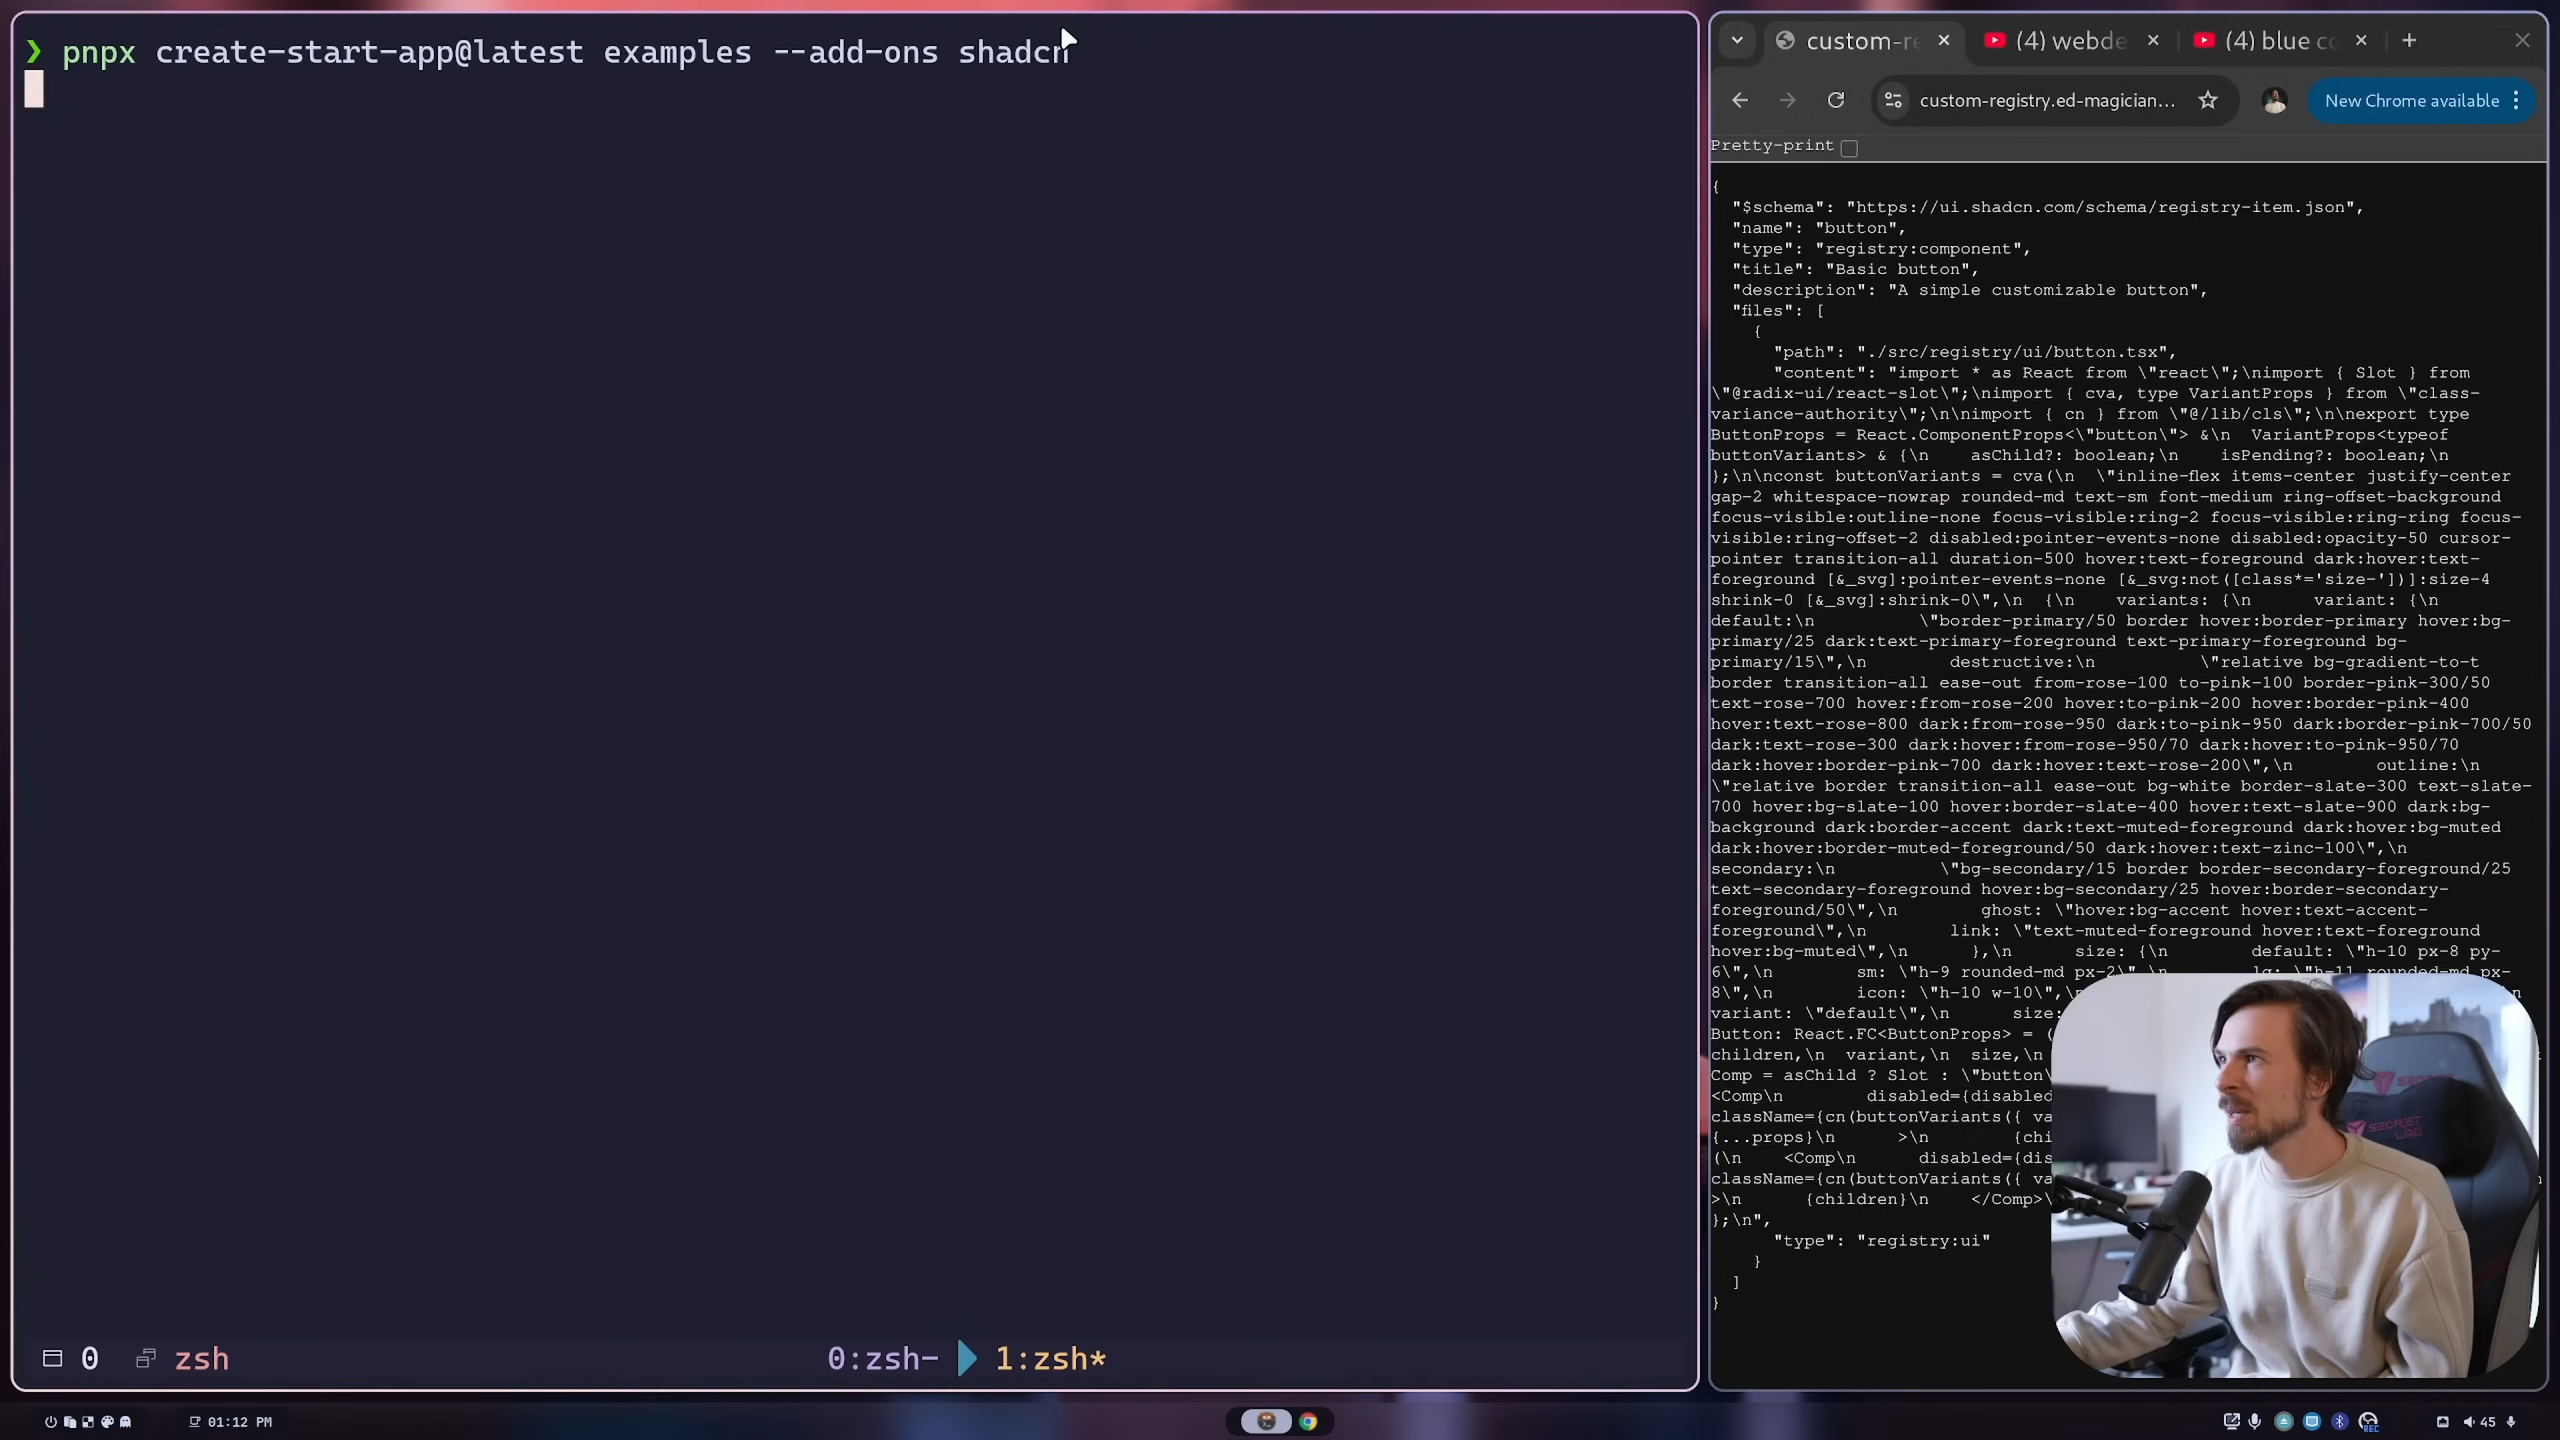 ❯ pnpx create-start-app@latest examples --add-ons shadcn
0 zsh 0:zsh- 1:zsh*
01:12 PM
custom-re
(4) webde
(4) blue co
custom-registry.ed-magician...
New Chrome available
Pretty-print
{
"$schema": "https://ui.shadcn.com/schema/registry-item.json",
"name": "button",
"type": "registry:component",
"title": "Basic button",
"description": "A simple customizable button",
"files": [
{
"path": "./src/registry/ui/button.tsx",
"content": "import * as React from \"react\";\nimport { Slot } from
\"@radix-ui/react-slot\";\nimport { cva, type VariantProps } from \"class-
variance-authority\";\n\nimport { cn } from \"@/lib/cls\";\n\nexport type
ButtonProps = React.ComponentProps<\"button\"> &\n  VariantProps<typeof
buttonVariants> & {\n    asChild?: boolean;\n    isPending?: boolean;\n
};\n\nconst buttonVariants = cva(\n  \"inline-flex items-center justify-center
gap-2 whitespace-nowrap rounded-md text-sm font-medium ring-offset-background
focus-visible:outline-none focus-visible:ring-2 focus-visible:ring-ring focus-
visible:ring-offset-2 disabled:pointer-events-none disabled:opacity-50 cursor-
pointer transition-all duration-500 hover:text-foreground dark:hover:text-
foreground [&_svg]:pointer-events-none [&_svg:not([class*='size-'])]:size-4
shrink-0 [&_svg]:shrink-0\",\n  {\n    variants: {\n      variant: {\n
default:\n          \"border-primary/50 border hover:border-primary hover:bg-
primary/25 dark:text-primary-foreground text-primary-foreground bg-
primary/15\",\n        destructive:\n          \"relative bg-gradient-to-t
border transition-all ease-out from-rose-100 to-pink-100 border-pink-300/50
text-rose-700 hover:from-rose-200 hover:to-pink-200 hover:border-pink-400
hover:text-rose-800 dark:from-rose-950 dark:to-pink-950 dark:border-pink-700/50
dark:text-rose-300 dark:hover:from-rose-950/70 dark:hover:to-pink-950/70
dark:hover:border-pink-700 dark:hover:text-rose-200\",\n        outline:\n
\"relative border transition-all ease-out bg-white border-slate-300 text-slate-
700 hover:bg-slate-100 hover:border-slate-400 hover:text-slate-900 dark:bg-
background dark:border-accent dark:text-muted-foreground dark:hover:bg-muted
dark:hover:border-muted-foreground/50 dark:hover:text-zinc-100\",\n
secondary:\n          \"bg-secondary/15 border border-secondary-foreground/25
text-secondary-foreground hover:bg-secondary/25 hover:border-secondary-
foreground/50\",\n        ghost: \"hover:bg-accent hover:text-accent-
foreground\",\n        link: \"text-muted-foreground hover:text-foreground
hover:bg-muted\",\n      },\n      size: {\n        default: \"h-10 px-8 py-
6\",\n        sm: \"h-9 rounded-md px-2\",\n        lg: \"h-11 rounded-md px-
8\",\n        icon: \"h-10 w-10\",\n
variant: \"default\",\n      size:
Button: React.FC<ButtonProps> = (
children,\n  variant,\n  size,\n
Comp = asChild ? Slot : \"button\
<Comp\n        disabled={disabled
className={cn(buttonVariants({ va
{...props}\n      >\n        {chi
(\n    <Comp\n      disabled={dis
className={cn(buttonVariants({ va
>\n      {children}\n    </Comp>\
};\n",
"type": "registry:ui"
}
]
}
SECRET LAB
REC
45